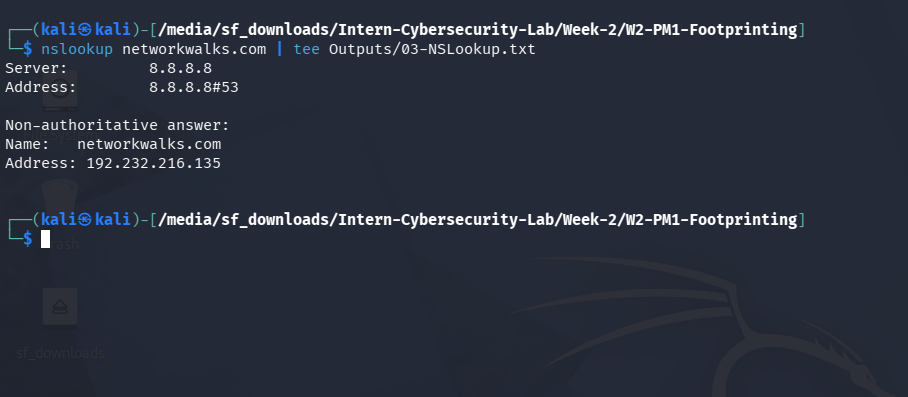 ┌──(kali㉿kali)-[/media/sf_downloads/Intern-Cybersecurity-Lab/Week-2/W2-PM1-Footprinting]
└─$ nslookup networkwalks.com | tee Outputs/03-NSLookup.txt
Server:         8.8.8.8
Address:        8.8.8.8#53

Non-authoritative answer:
Name:   networkwalks.com
Address: 192.232.216.135

┌──(kali㉿kali)-[/media/sf_downloads/Intern-Cybersecurity-Lab/Week-2/W2-PM1-Footprinting]
└─$
sf_downloads